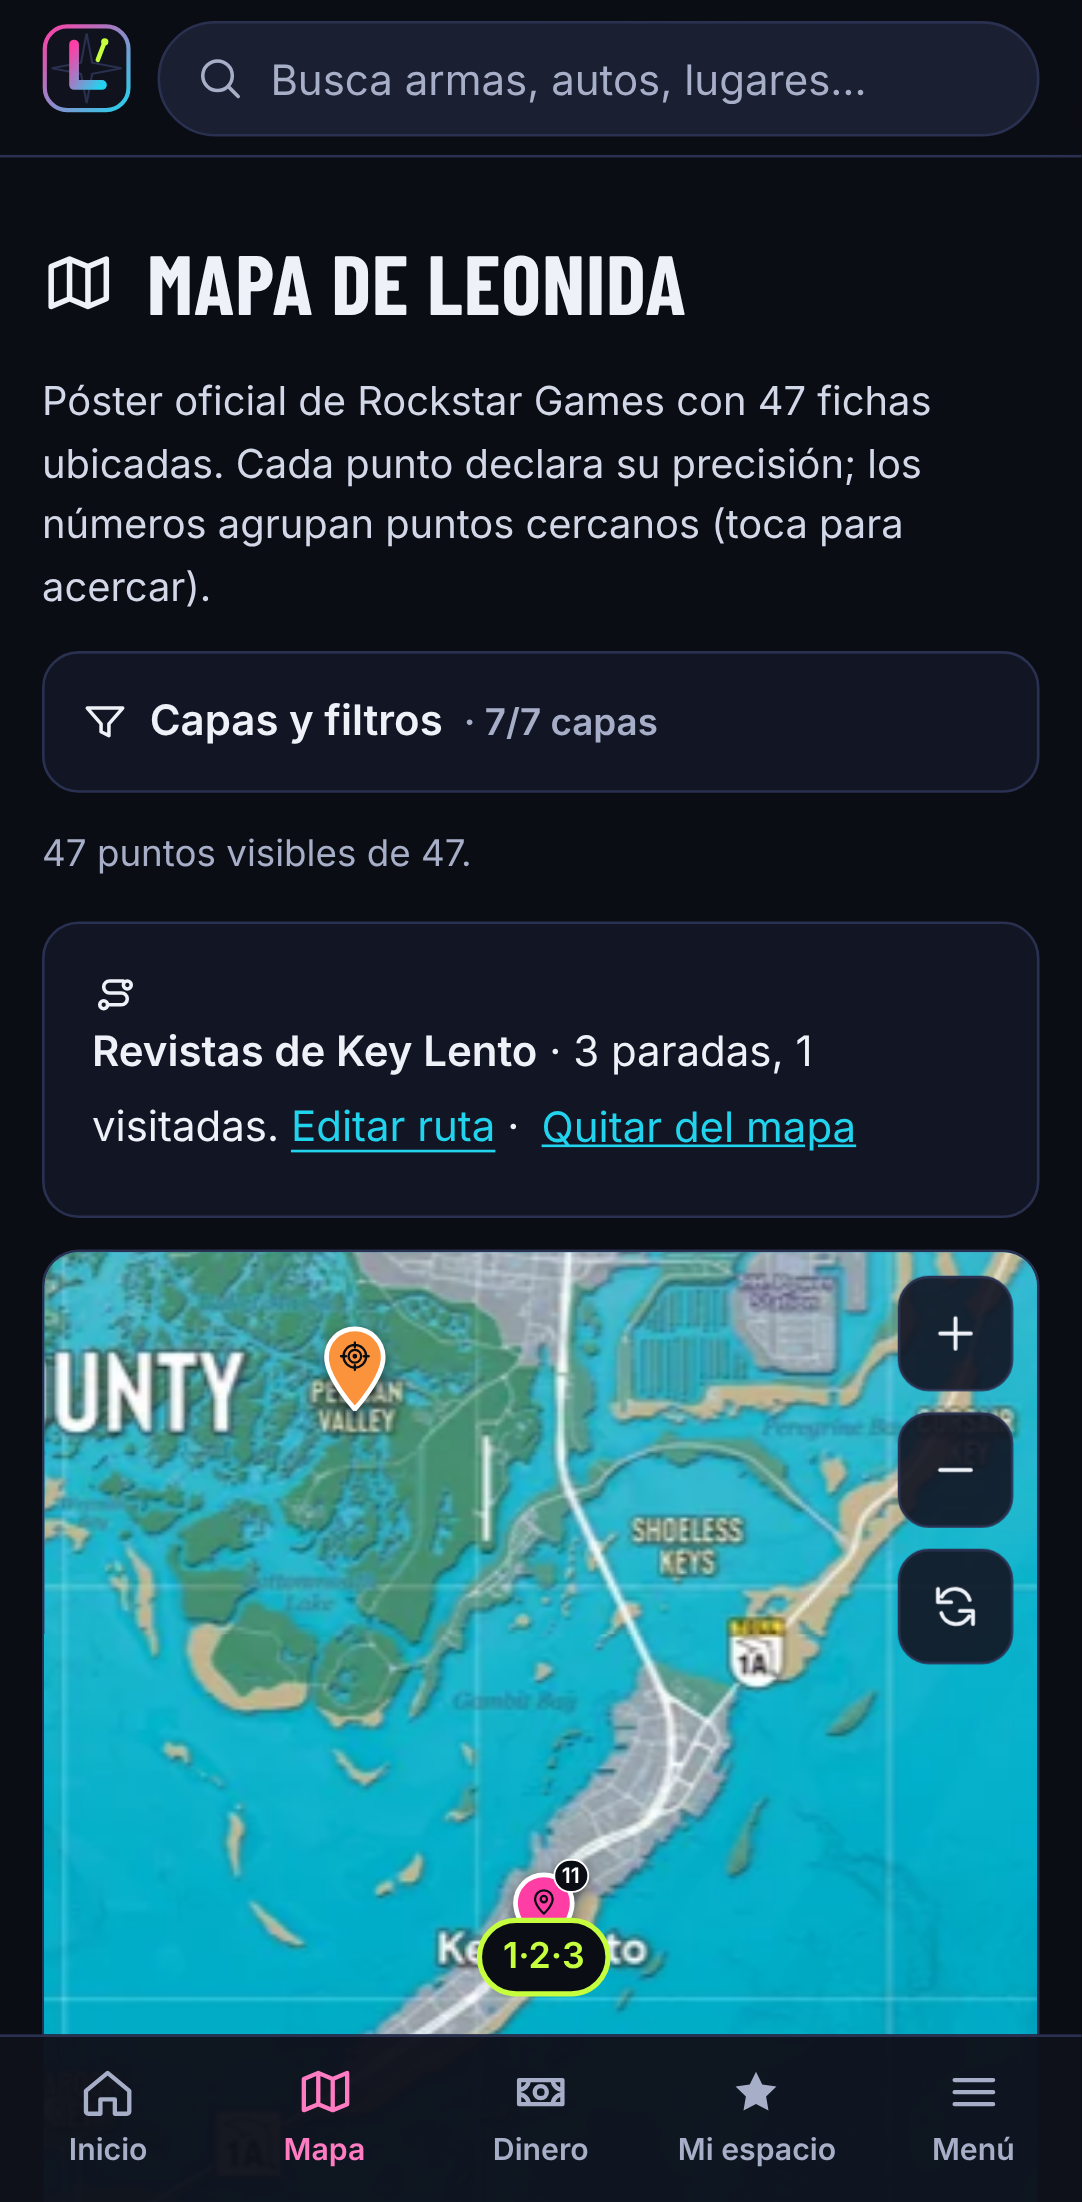 Busca armas, autos, lugares...
MAPA DE LEONIDA
Póster oficial de Rockstar Games con 47 fichas
ubicadas. Cada punto declara su precisión; los
números agrupan puntos cercanos (toca para
acercar).
Capas y filtros · 7/7 capas
47 puntos visibles de 47.
Revistas de Key Lento · 3 paradas, 1
visitadas. Editar ruta · Quitar del mapa
UNTY
VALLEY
SHOELESS
KEYS
1A
Gambit Bay
11
1·2·3
Inicio
Mapa
Dinero
Mi espacio
Menú